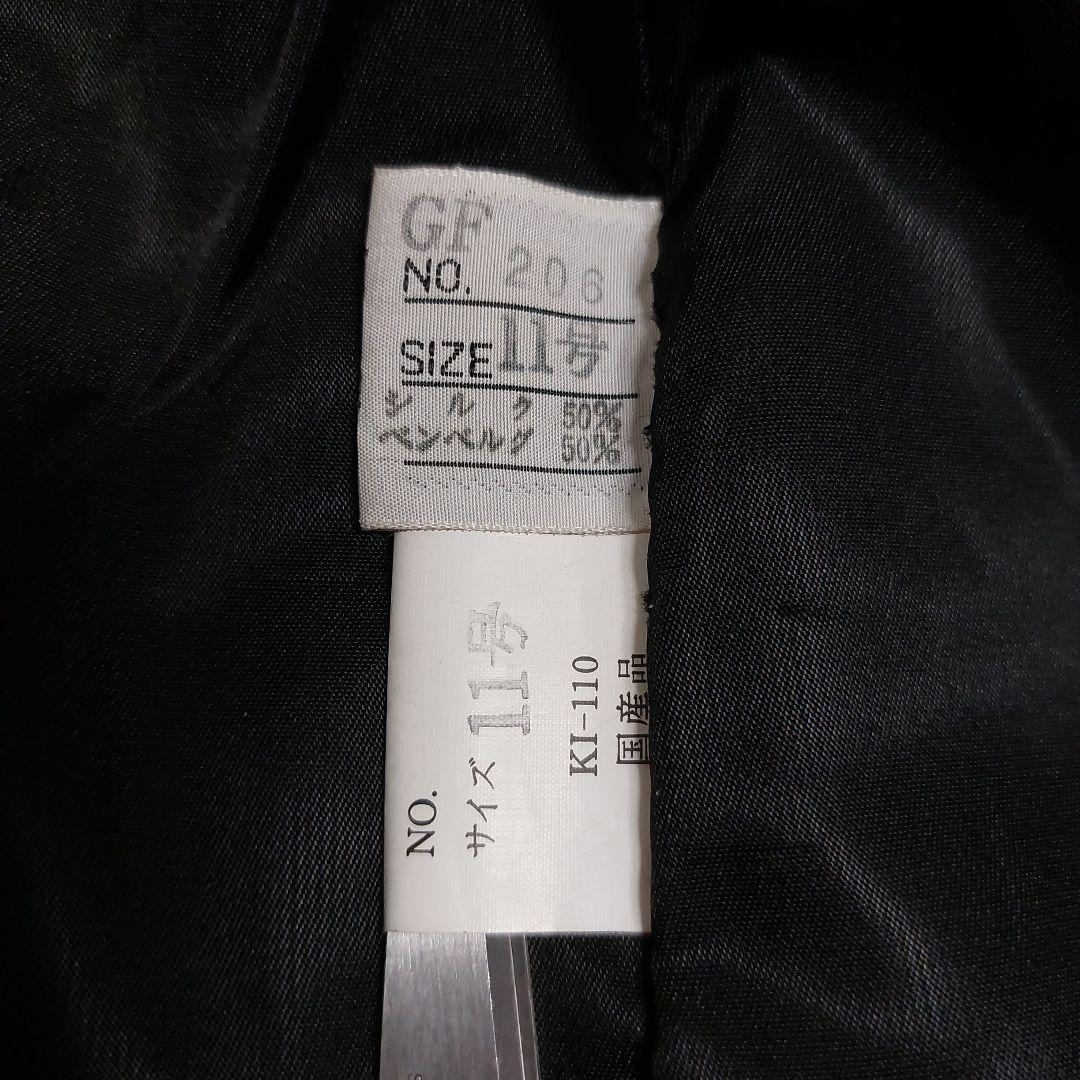 GF
NO. 206
SIZE 11号
シルク 50%
ベンベルグ 50%
NO.
サイズ 11号
KI-110
国産品